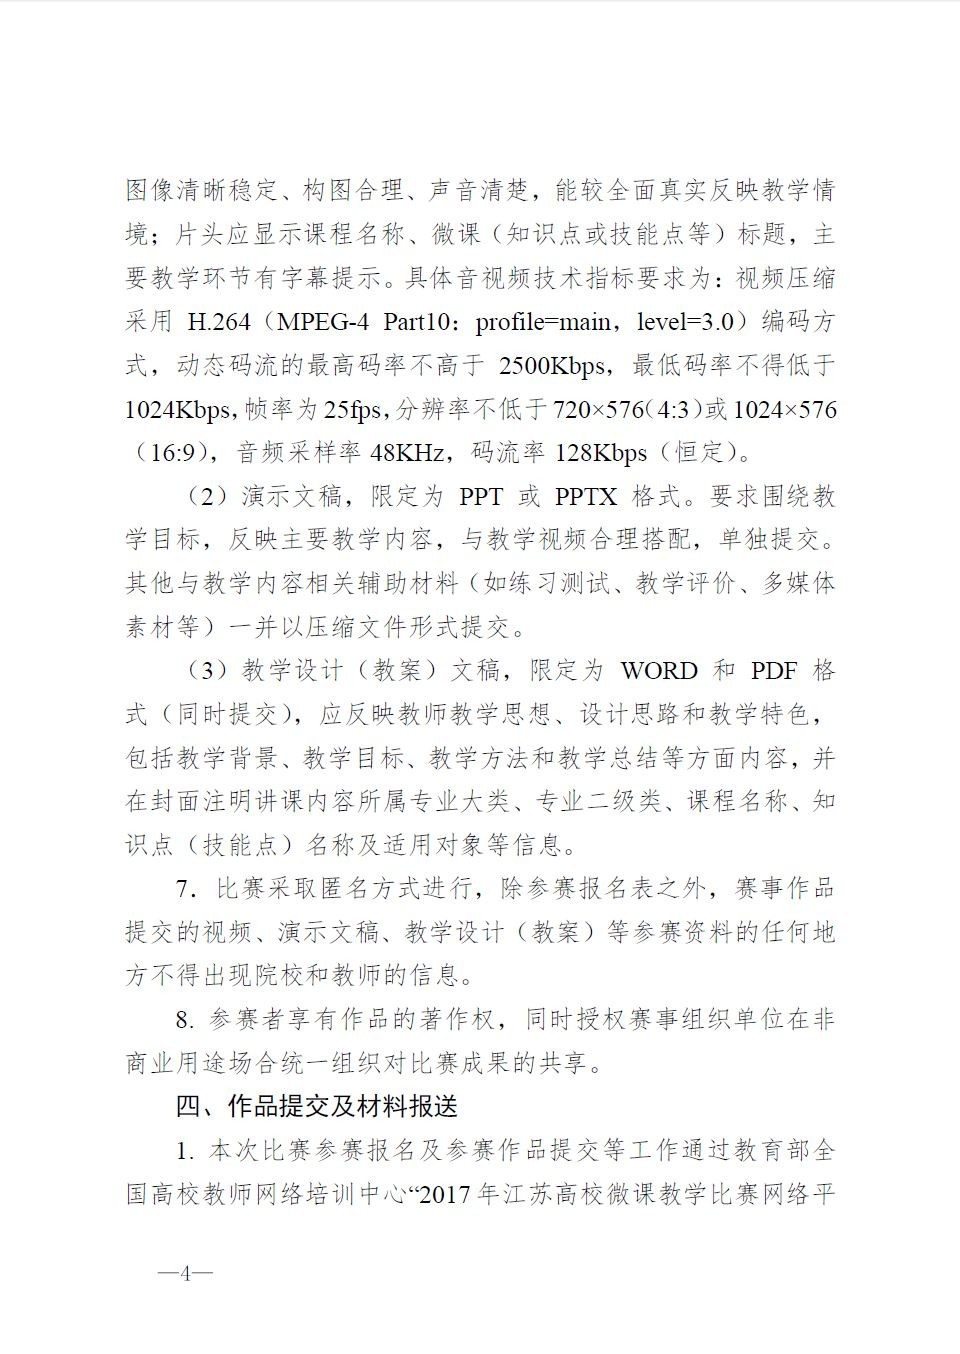 图像清晰稳定、构图合理、声音清楚，能较全面真实反映教学情
境；片头应显示课程名称、微课（知识点或技能点等）标题，主
要教学环节有字幕提示。具体音视频技术指标要求为：视频压缩
采用 H.264（MPEG-4 Part10：profile=main，level=3.0）编码方
式，动态码流的最高码率不高于 2500Kbps，最低码率不得低于
1024Kbps，帧率为25fps，分辨率不低于720×576（4:3）或1024×576
（16:9），音频采样率 48KHz，码流率 128Kbps（恒定）。
（2）演示文稿，限定为 PPT 或 PPTX 格式。要求围绕教
学目标，反映主要教学内容，与教学视频合理搭配，单独提交。
其他与教学内容相关辅助材料（如练习测试、教学评价、多媒体
素材等）一并以压缩文件形式提交。
（3）教学设计（教案）文稿，限定为 WORD 和 PDF 格
式（同时提交），应反映教师教学思想、设计思路和教学特色，
包括教学背景、教学目标、教学方法和教学总结等方面内容，并
在封面注明讲课内容所属专业大类、专业二级类、课程名称、知
识点（技能点）名称及适用对象等信息。
7．比赛采取匿名方式进行，除参赛报名表之外，赛事作品
提交的视频、演示文稿、教学设计（教案）等参赛资料的任何地
方不得出现院校和教师的信息。
8. 参赛者享有作品的著作权，同时授权赛事组织单位在非
商业用途场合统一组织对比赛成果的共享。
四、作品提交及材料报送
1. 本次比赛参赛报名及参赛作品提交等工作通过教育部全
国高校教师网络培训中心“2017 年江苏高校微课教学比赛网络平
—4—